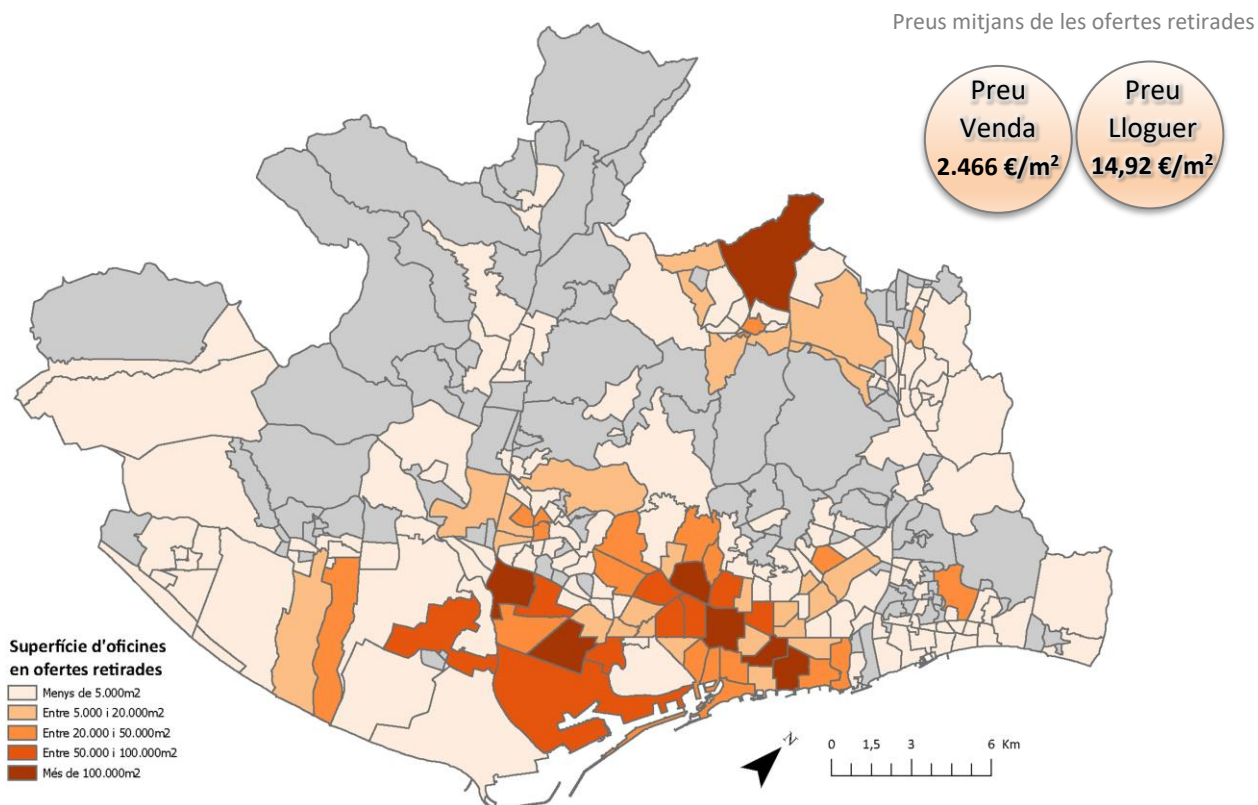 Preus mitjans de les ofertes retirades
Preu
Venda
2.466 €/m²
Preu
Lloguer
14,92 €/m²
Superfície d'oficines
en ofertes retirades
Menys de 5.000m2
Entre 5.000 i 20.000m2
Entre 20.000 i 50.000m2
Entre 50.000 i 100.000m2
Més de 100.000m2
N
0 1,5 3 6 Km